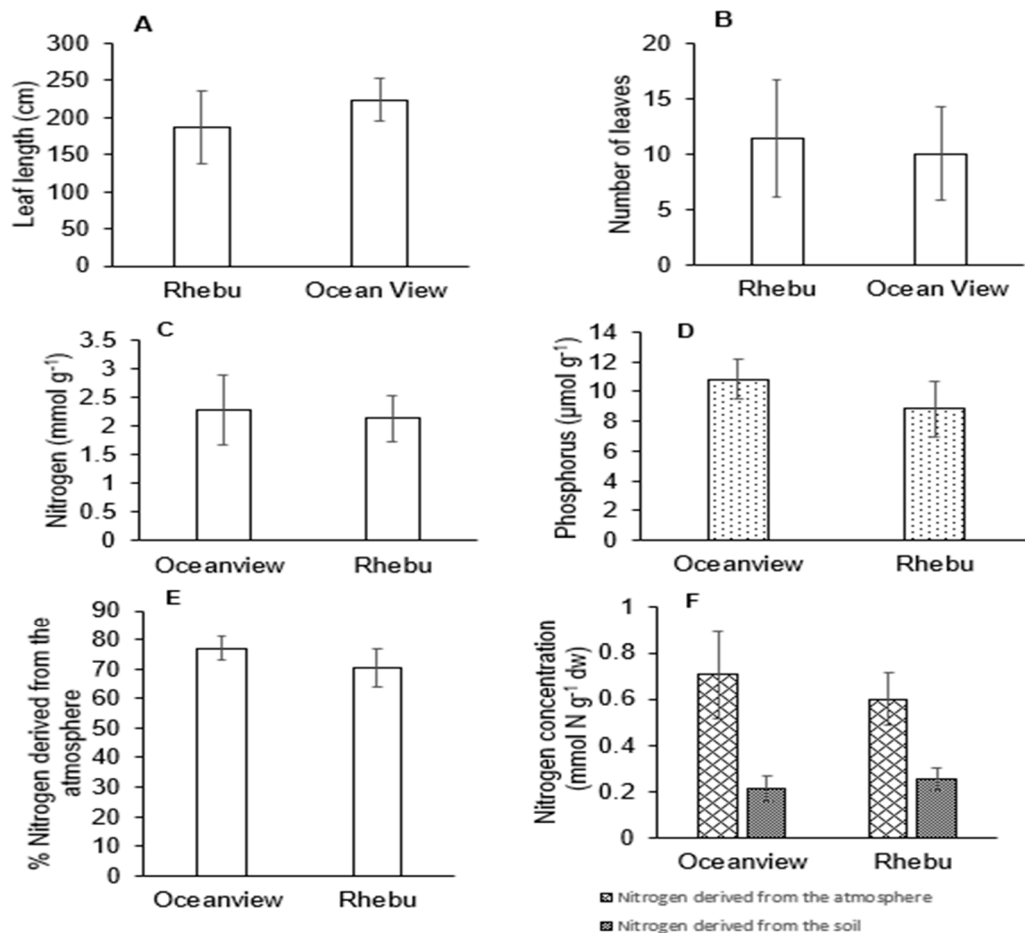 A
Leaf length (cm)
300
250
200
150
100
50
0
Rhebu
Ocean View
B
Number of leaves
20
15
10
5
0
Rhebu
Ocean View
C
Nitrogen (mmol g⁻¹)
3.5
3
2.5
2
1.5
1
0.5
0
Oceanview
Rhebu
D
Phosphorus (µmol g⁻¹)
14
12
10
8
6
4
2
0
Oceanview
Rhebu
E
% Nitrogen derived from the
atmosphere
90
80
70
60
50
40
30
20
10
0
Oceanview
Rhebu
F
Nitrogen concentration
(mmol N g⁻¹ dw)
1
0.8
0.6
0.4
0.2
0
Oceanview
Rhebu
Nitrogen derived from the atmosphere
Nitrogen derived from the soil